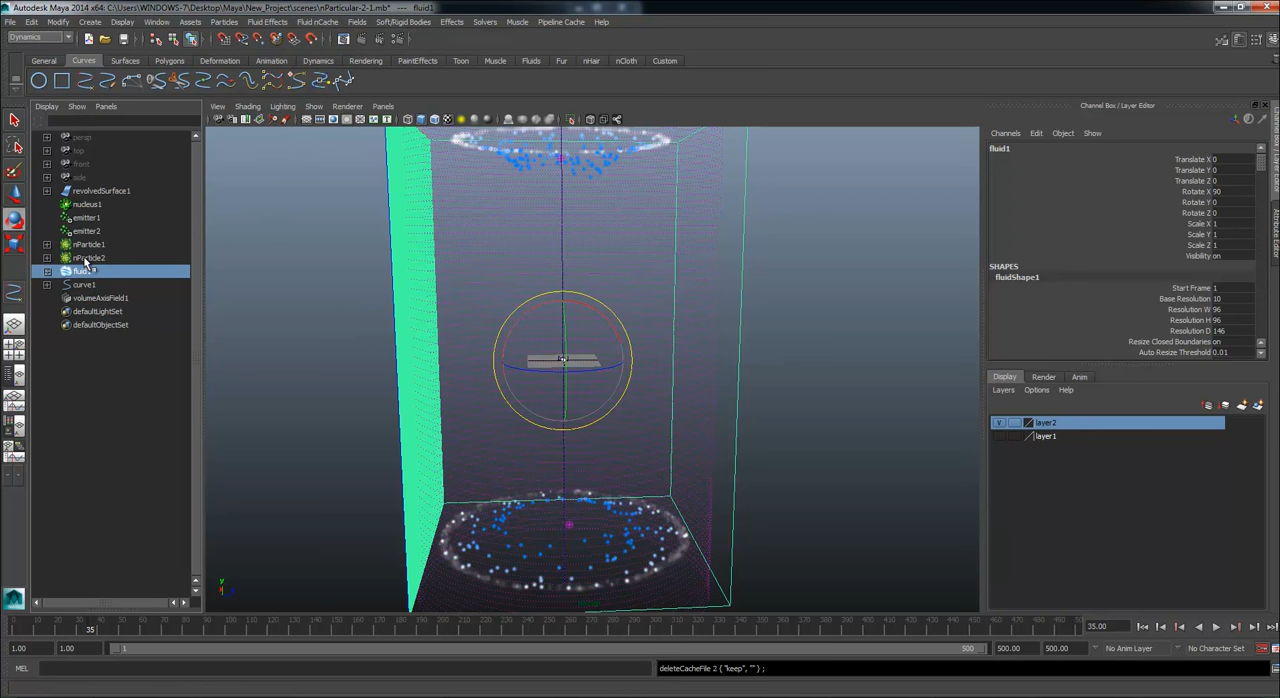 Autodesk Maya 2014 x64: C:\Users\WINDOWS-7\Desktop\Maya\New_Project\scenes\nParticular-2-1.mb* --- fluid1
File Edit Modify Create Display Window Assets Particles Fluid Effects Fluid nCache Fields Soft/Rigid Bodies Effects Solvers Muscle Pipeline Cache Help
Dynamics
General Curves Surfaces Polygons Deformation Animation Dynamics Rendering PaintEffects Toon Muscle Fluids Fur nHair nCloth Custom
Display Show Panels
View Shading Lighting Show Renderer Panels
Channel Box / Layer Editor
Channels Edit Object Show
persp
top
front
side
revolvedSurface1
nucleus1
emitter1
emitter2
nParticle1
nParticle2
curve1
volumeAxisField1
defaultLightSet
defaultObjectSet
fluid1
Translate X 0
Translate Y 0
Translate Z 0
Rotate X 90
Rotate Y 0
Rotate Z 0
Scale X 1
Scale Y 1
Scale Z 1
Visibility on
SHAPES
fluidShape1
Start Frame 1
Base Resolution 10
Resolution W 96
Resolution H 96
Resolution D 146
Resize Closed Boundaries on
Auto Resize Threshold 0.01
Display Render Anim
Layers Options Help
V layer2
layer1
Channel Box / Layer Editor
Attribute Editor
y
35
35.00
1.00 1.00 1 500 500.00 500.00 No Anim Layer No Character Set
MEL deleteCacheFile 2 { "keep", "" } ;